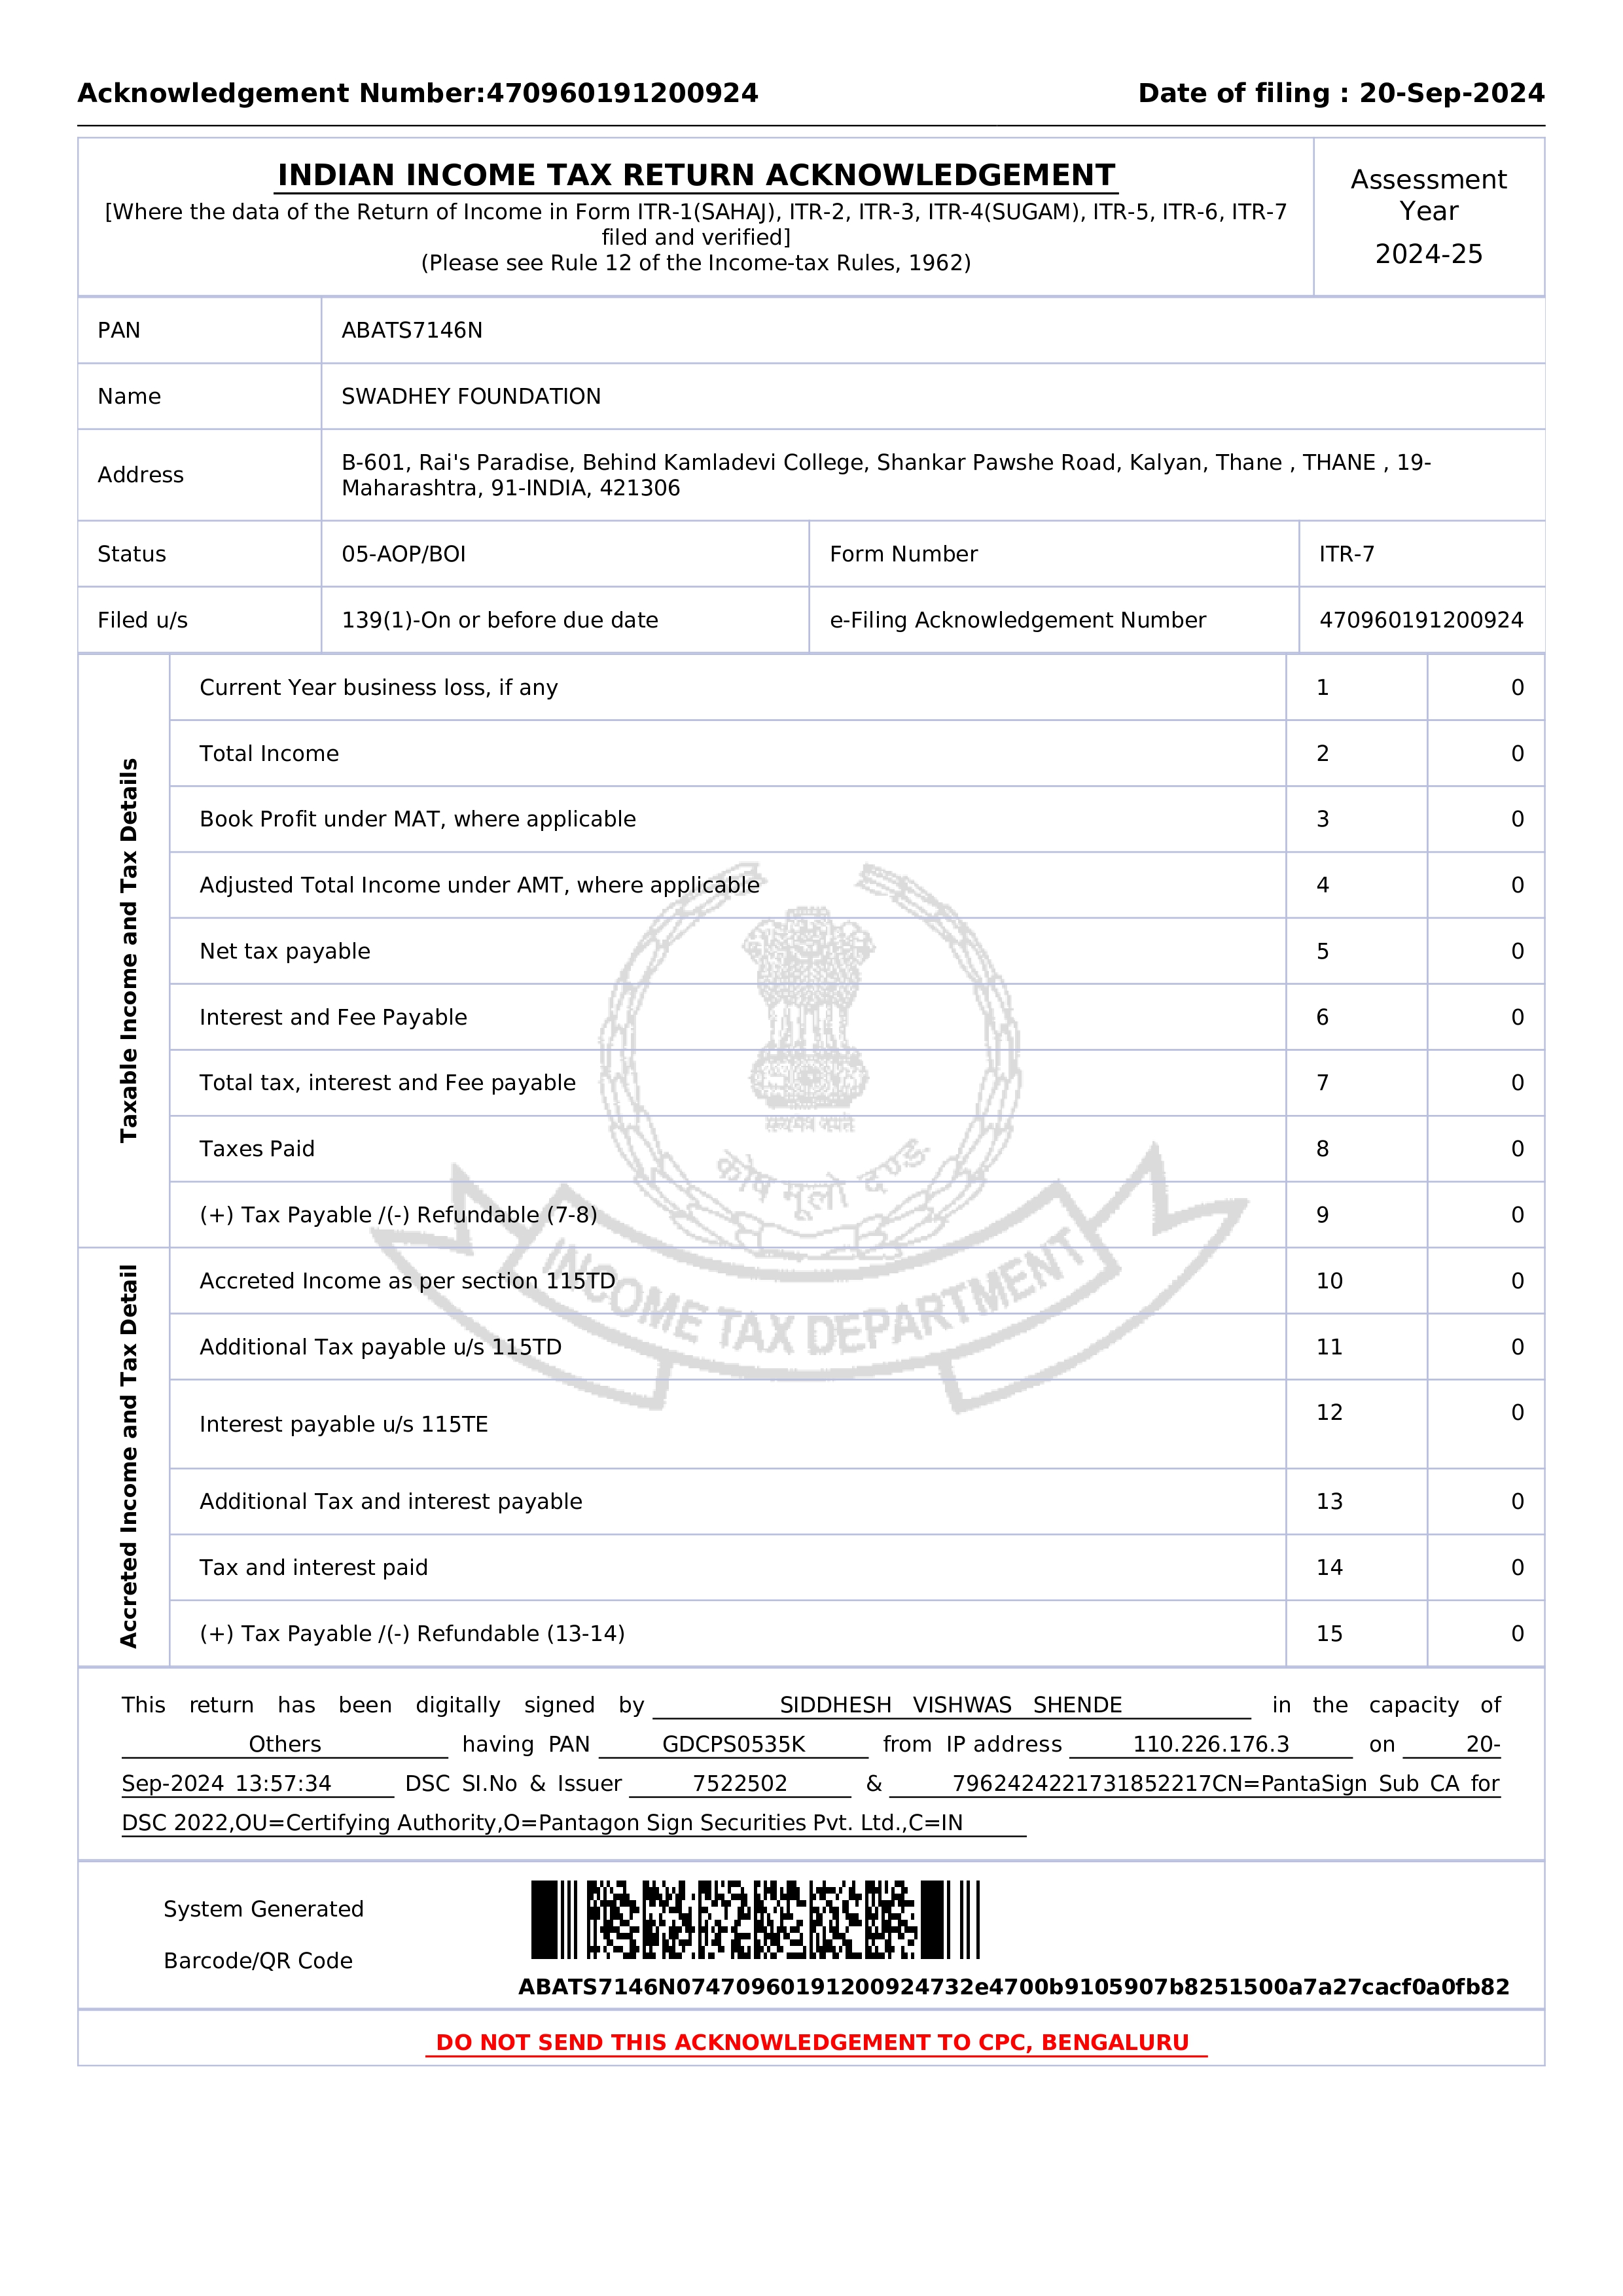 Acknowledgement Number:470960191200924 Date of filing : 20-Sep-2024
INDIAN INCOME TAX RETURN ACKNOWLEDGEMENT
[Where the data of the Return of Income in Form ITR-1(SAHAJ), ITR-2, ITR-3, ITR-4(SUGAM), ITR-5, ITR-6, ITR-7
filed and verified]
(Please see Rule 12 of the Income-tax Rules, 1962)
Assessment
Year
2024-25
PAN ABATS7146N
Name SWADHEY FOUNDATION
Address B-601, Rai's Paradise, Behind Kamladevi College, Shankar Pawshe Road, Kalyan, Thane , THANE , 19-
Maharashtra, 91-INDIA, 421306
Status 05-AOP/BOI Form Number ITR-7
Filed u/s 139(1)-On or before due date e-Filing Acknowledgement Number 470960191200924
Taxable Income and Tax Details
Current Year business loss, if any 1 0
Total Income 2 0
Book Profit under MAT, where applicable 3 0
Adjusted Total Income under AMT, where applicable 4 0
Net tax payable 5 0
Interest and Fee Payable 6 0
Total tax, interest and Fee payable 7 0
Taxes Paid 8 0
(+) Tax Payable /(-) Refundable (7-8) 9 0
Accreted Income and Tax Detail
Accreted Income as per section 115TD 10 0
Additional Tax payable u/s 115TD 11 0
Interest payable u/s 115TE 12 0
Additional Tax and interest payable 13 0
Tax and interest paid 14 0
(+) Tax Payable /(-) Refundable (13-14) 15 0
सत्यमेव जयते
कोष मूलो दण्ड
INCOME TAX DEPARTMENT
This return has been digitally signed by SIDDHESH VISHWAS SHENDE in the capacity of
Others having PAN GDCPS0535K from IP address 110.226.176.3 on 20-
Sep-2024 13:57:34 DSC SI.No & Issuer 7522502 & 7962424221731852217CN=PantaSign Sub CA for
DSC 2022,OU=Certifying Authority,O=Pantagon Sign Securities Pvt. Ltd.,C=IN
System Generated
Barcode/QR Code
ABATS7146N07470960191200924732e4700b9105907b8251500a7a27cacf0a0fb82
DO NOT SEND THIS ACKNOWLEDGEMENT TO CPC, BENGALURU